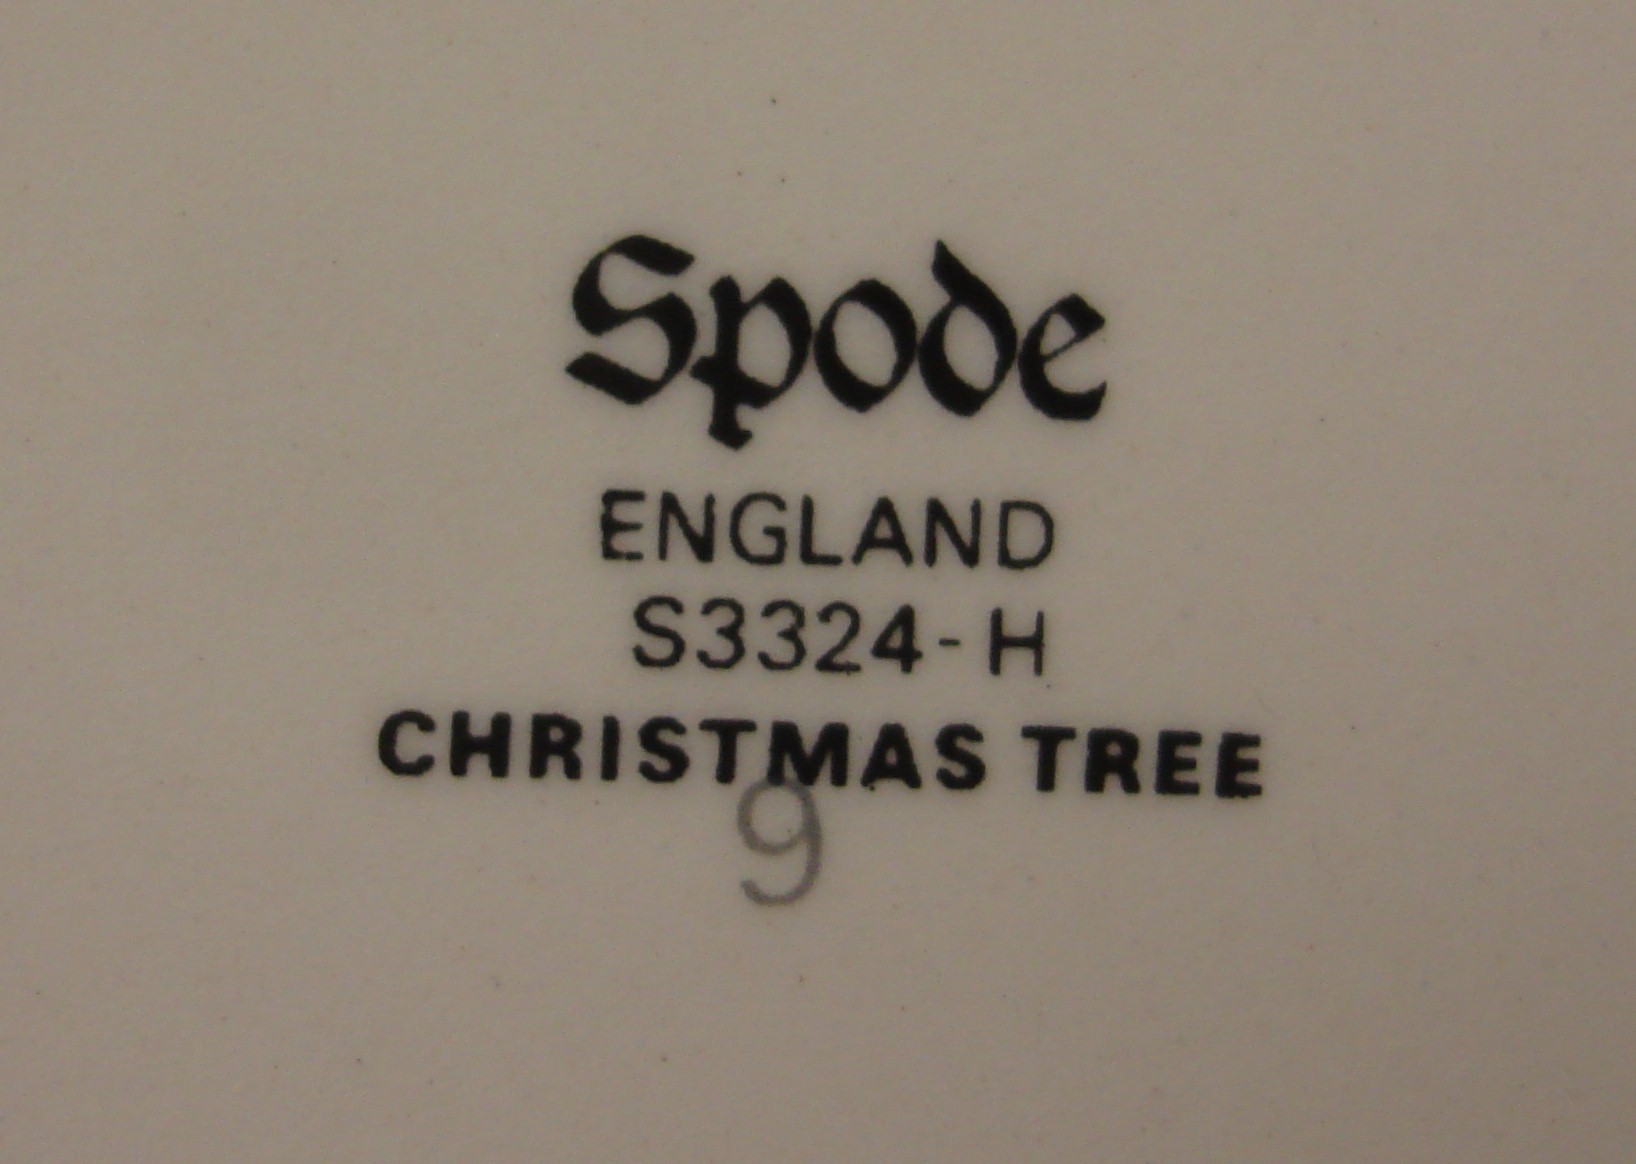 Spode
ENGLAND
S3324-H
CHRISTMAS TREE
9